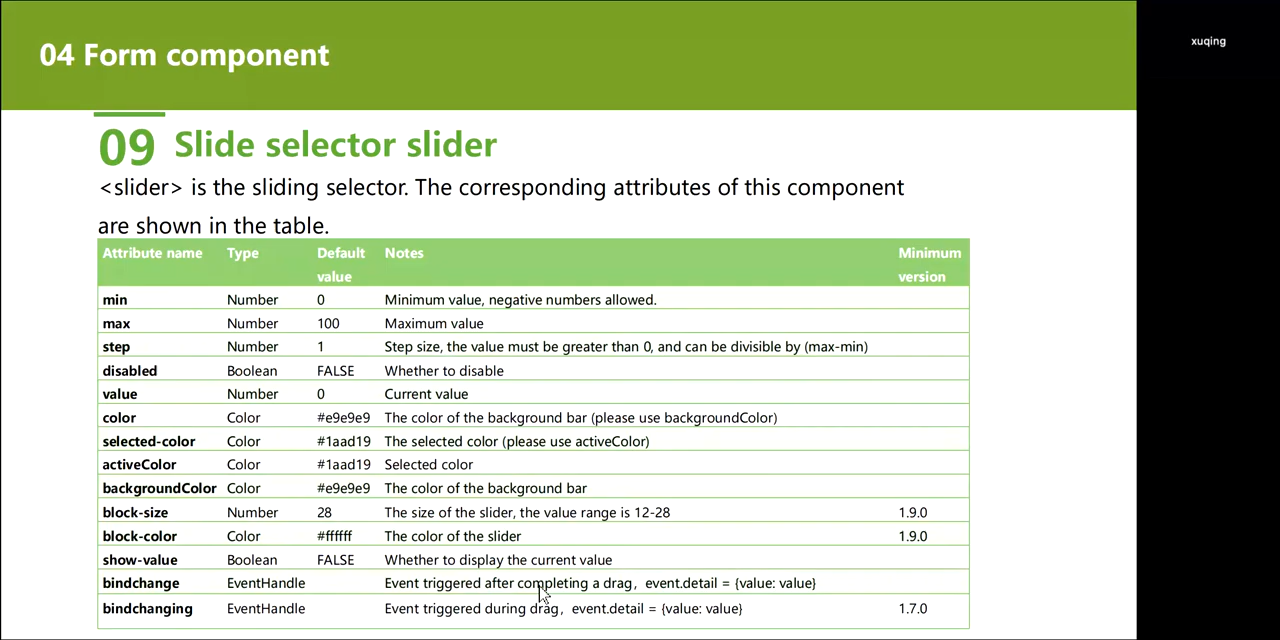 04 Form component
xuqing
09 Slide selector slider
<slider> is the sliding selector. The corresponding attributes of this component
are shown in the table.
Attribute name Type Default value Notes Minimum version
min Number 0 Minimum value, negative numbers allowed.
max Number 100 Maximum value
step Number 1 Step size, the value must be greater than 0, and can be divisible by (max-min)
disabled Boolean FALSE Whether to disable
value Number 0 Current value
color Color #e9e9e9 The color of the background bar (please use backgroundColor)
selected-color Color #1aad19 The selected color (please use activeColor)
activeColor Color #1aad19 Selected color
backgroundColor Color #e9e9e9 The color of the background bar
block-size Number 28 The size of the slider, the value range is 12-28 1.9.0
block-color Color #ffffff The color of the slider 1.9.0
show-value Boolean FALSE Whether to display the current value
bindchange EventHandle Event triggered after completing a drag, event.detail = {value: value}
bindchanging EventHandle Event triggered during drag, event.detail = {value: value} 1.7.0